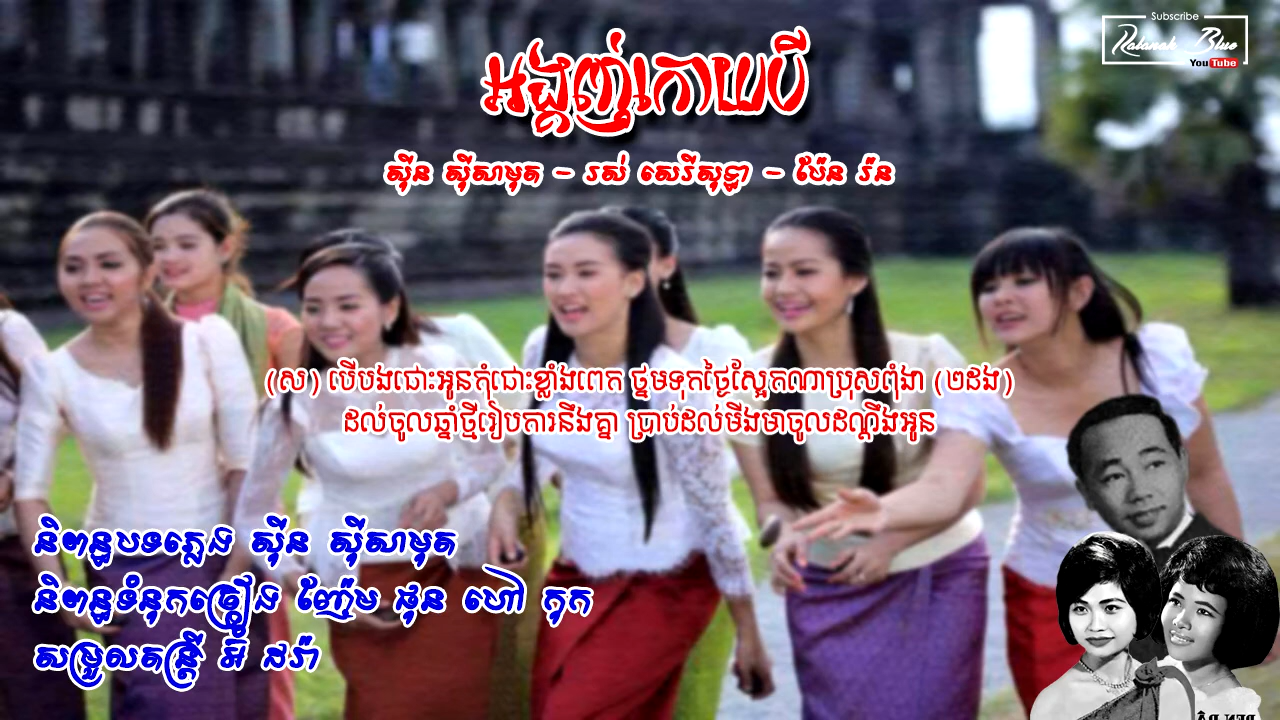 Subscribe
Ratanak Blue
YouTube
អង្គញ់កោយបី
ស៊ីន ស៊ីសាមុត - រស់ សេរីសុទ្ធា - ប៉ែន រ៉ន
(ស) បើបងជោះអូនកុំជោះខ្លាំងពេក ថ្នមទុកថ្ងៃស្អែកណាប្រុសពុំងា (២ដង)
ដល់ចូលឆ្នាំថ្មីរៀបការនឹងគ្នា ប្រាប់ដល់មីងមាចូលដណ្ដឹងអូន
និពន្ធបទភ្លេង ស៊ីន ស៊ីសាមុត
និពន្ធទំនុកច្រៀង ញ៉ែម ផុន ហៅ កូក
សម្រួលតន្ត្រី អ៊ំ ដរ៉ា